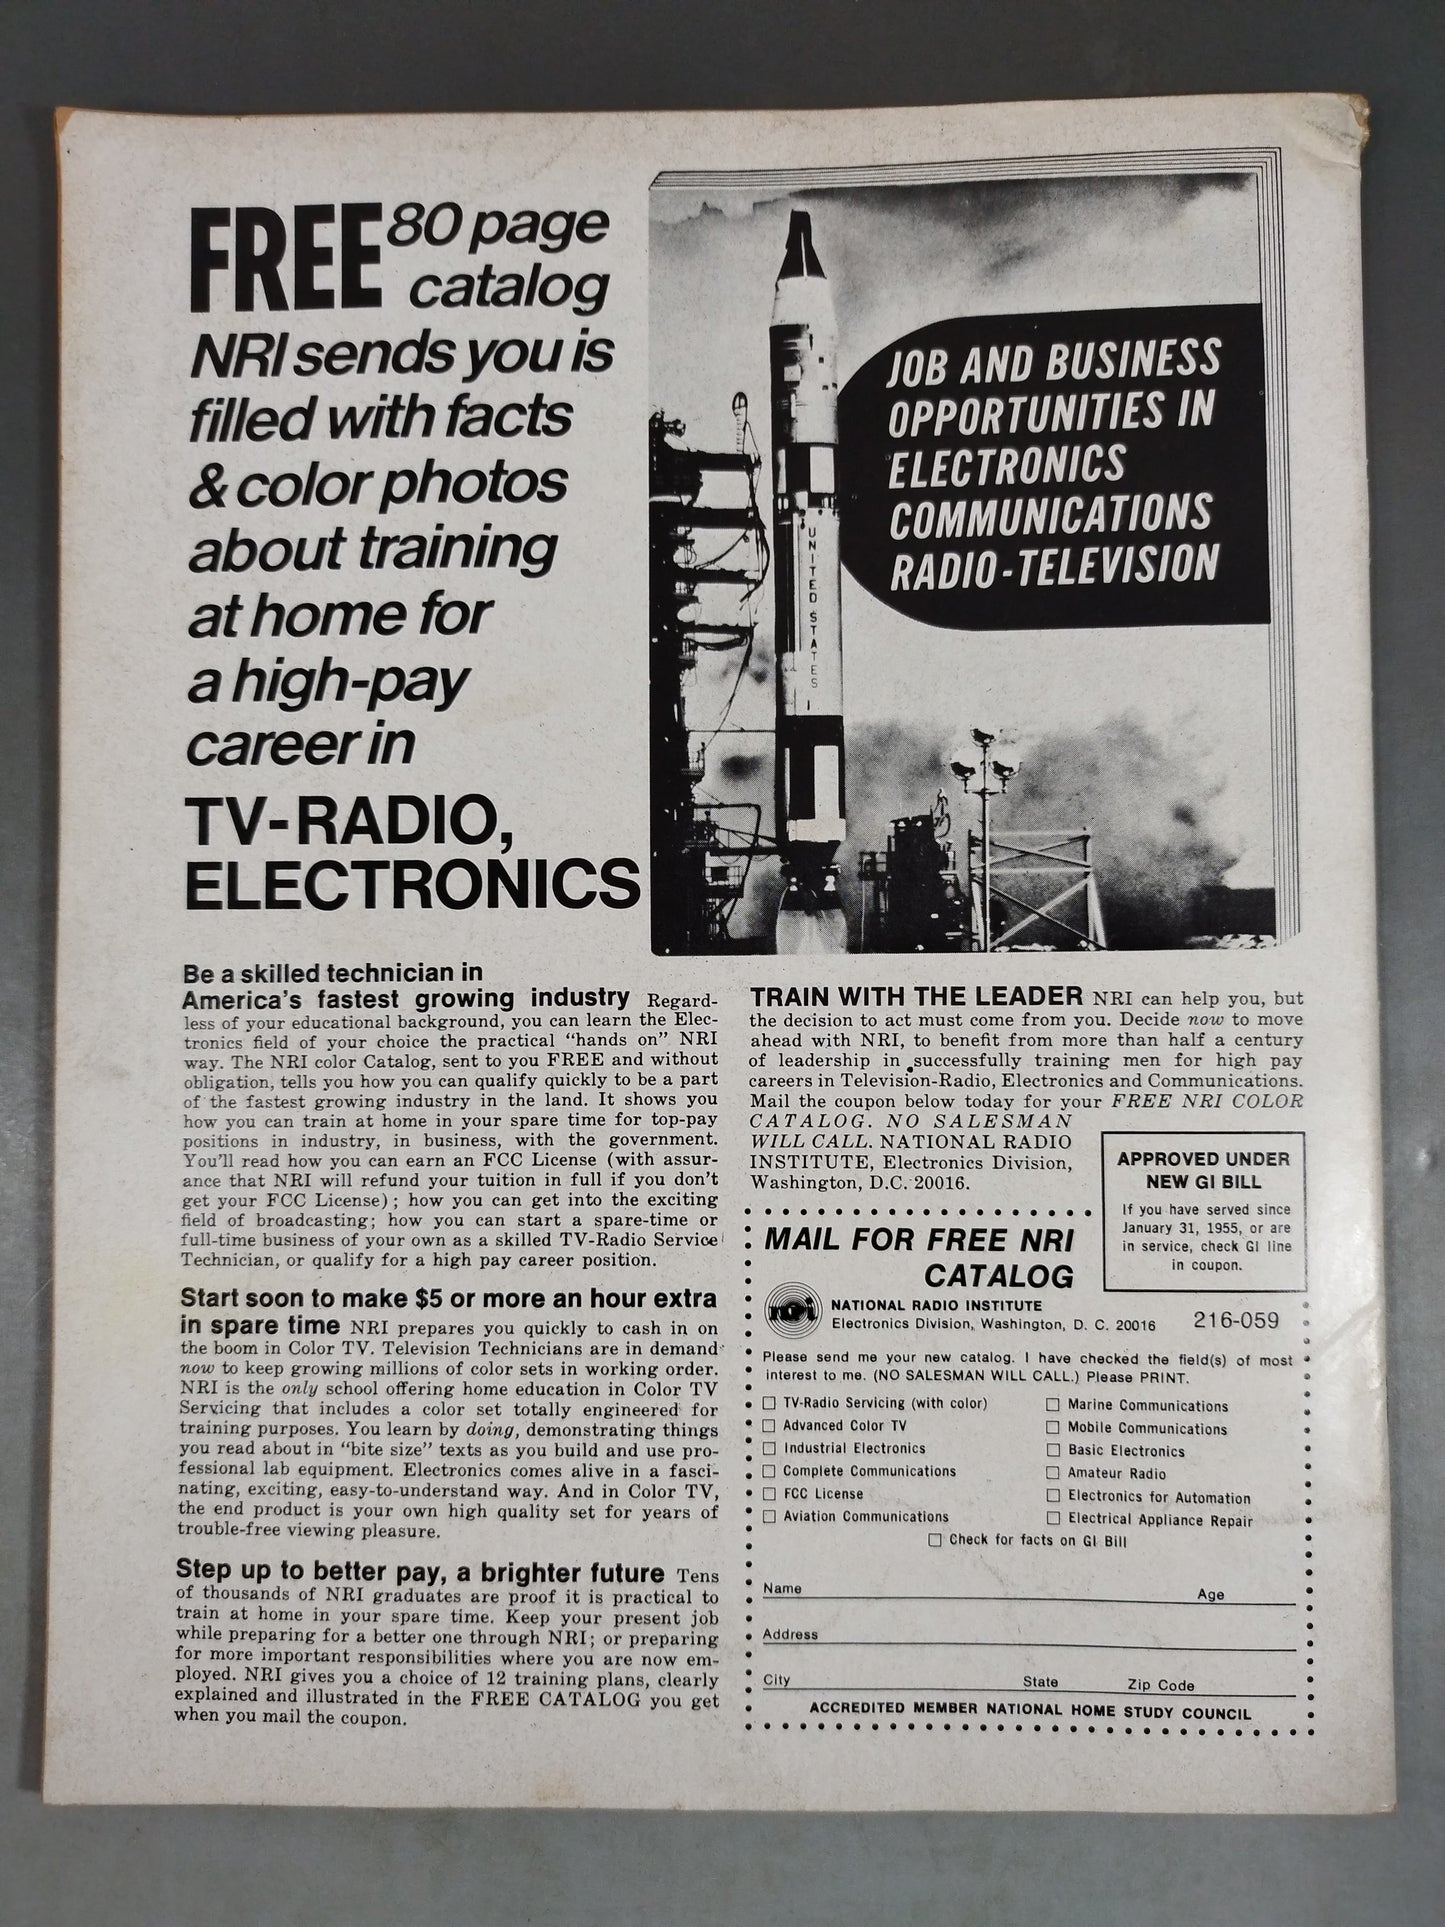 FREE 80 page
catalog
NRI sends you is
filled with facts
& color photos
about training
at home for
a high-pay
career in
TV-RADIO,
ELECTRONICS
JOB AND BUSINESS
OPPORTUNITIES IN
ELECTRONICS
COMMUNICATIONS
RADIO-TELEVISION
UNITED STATES
Be a skilled technician in
America's fastest growing industry Regard-
less of your educational background, you can learn the Elec-
tronics field of your choice the practical "hands on" NRI
way. The NRI color Catalog, sent to you FREE and without
obligation, tells you how you can qualify quickly to be a part
of the fastest growing industry in the land. It shows you
how you can train at home in your spare time for top-pay
positions in industry, in business, with the government.
You'll read how you can earn an FCC License (with assur-
ance that NRI will refund your tuition in full if you don't
get your FCC License); how you can get into the exciting
field of broadcasting; how you can start a spare-time or
full-time business of your own as a skilled TV-Radio Service
Technician, or qualify for a high pay career position.
Start soon to make $5 or more an hour extra
in spare time NRI prepares you quickly to cash in on
the boom in Color TV. Television Technicians are in demand
now to keep growing millions of color sets in working order.
NRI is the only school offering home education in Color TV
Servicing that includes a color set totally engineered for
training purposes. You learn by doing, demonstrating things
you read about in "bite size" texts as you build and use pro-
fessional lab equipment. Electronics comes alive in a fasci-
nating, exciting, easy-to-understand way. And in Color TV,
the end product is your own high quality set for years of
trouble-free viewing pleasure.
Step up to better pay, a brighter future Tens
of thousands of NRI graduates are proof it is practical to
train at home in your spare time. Keep your present job
while preparing for a better one through NRI; or preparing
for more important responsibilities where you are now em-
ployed. NRI gives you a choice of 12 training plans, clearly
explained and illustrated in the FREE CATALOG you get
when you mail the coupon.
TRAIN WITH THE LEADER NRI can help you, but
the decision to act must come from you. Decide now to move
ahead with NRI, to benefit from more than half a century
of leadership in successfully training men for high pay
careers in Television-Radio, Electronics and Communications.
Mail the coupon below today for your FREE NRI COLOR
CATALOG. NO SALESMAN
WILL CALL. NATIONAL RADIO
INSTITUTE, Electronics Division,
Washington, D.C. 20016.
APPROVED UNDER
NEW GI BILL
If you have served since
January 31, 1955, or are
in service, check GI line
in coupon.
MAIL FOR FREE NRI
CATALOG
nri
NATIONAL RADIO INSTITUTE
Electronics Division, Washington, D. C. 20016
216-059
Please send me your new catalog. I have checked the field(s) of most
interest to me. (NO SALESMAN WILL CALL.) Please PRINT.
TV-Radio Servicing (with color)
Advanced Color TV
Industrial Electronics
Complete Communications
FCC License
Aviation Communications
Marine Communications
Mobile Communications
Basic Electronics
Amateur Radio
Electronics for Automation
Electrical Appliance Repair
Check for facts on GI Bill
Name Age
Address
City State Zip Code
ACCREDITED MEMBER NATIONAL HOME STUDY COUNCIL